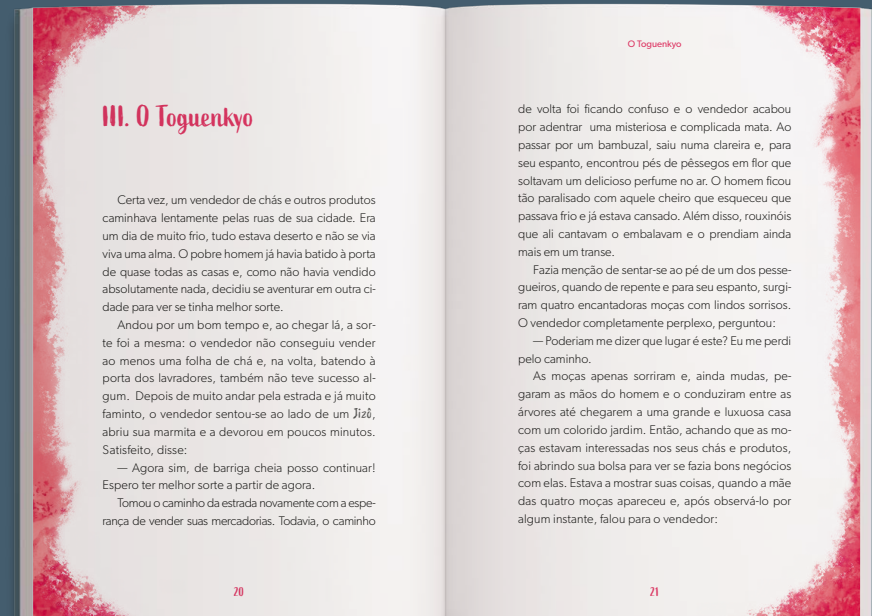 III. O Toguenkyo
Certa vez, um vendedor de chás e outros produtos
caminhava lentamente pelas ruas de sua cidade. Era
um dia de muito frio, tudo estava deserto e não se via
viva uma alma. O pobre homem já havia batido à porta
de quase todas as casas e, como não havia vendido
absolutamente nada, decidiu se aventurar em outra ci-
dade para ver se tinha melhor sorte.
Andou por um bom tempo e, ao chegar lá, a sor-
te foi a mesma: o vendedor não conseguiu vender
ao menos uma folha de chá e, na volta, batendo à
porta dos lavradores, também não teve sucesso al-
gum. Depois de muito andar pela estrada e já muito
faminto, o vendedor sentou-se ao lado de um Jizô,
abriu sua marmita e a devorou em poucos minutos.
Satisfeito, disse:
— Agora sim, de barriga cheia posso continuar!
Espero ter melhor sorte a partir de agora.
Tomou o caminho da estrada novamente com a espe-
rança de vender suas mercadorias. Todavia, o caminho
20
O Toguenkyo
de volta foi ficando confuso e o vendedor acabou
por adentrar uma misteriosa e complicada mata. Ao
passar por um bambuzal, saiu numa clareira e, para
seu espanto, encontrou pés de pêssegos em flor que
soltavam um delicioso perfume no ar. O homem ficou
tão paralisado com aquele cheiro que esqueceu que
passava frio e já estava cansado. Além disso, rouxinóis
que ali cantavam o embalavam e o prendiam ainda
mais em um transe.
Fazia menção de sentar-se ao pé de um dos pesse-
gueiros, quando de repente e para seu espanto, surgi-
ram quatro encantadoras moças com lindos sorrisos.
O vendedor completamente perplexo, perguntou:
— Poderiam me dizer que lugar é este? Eu me perdi
pelo caminho.
As moças apenas sorriram e, ainda mudas, pe-
garam as mãos do homem e o conduziram entre as
árvores até chegarem a uma grande e luxuosa casa
com um colorido jardim. Então, achando que as mo-
ças estavam interessadas nos seus chás e produtos,
foi abrindo sua bolsa para ver se fazia bons negócios
com elas. Estava a mostrar suas coisas, quando a mãe
das quatro moças apareceu e, após observá-lo por
algum instante, falou para o vendedor:
21